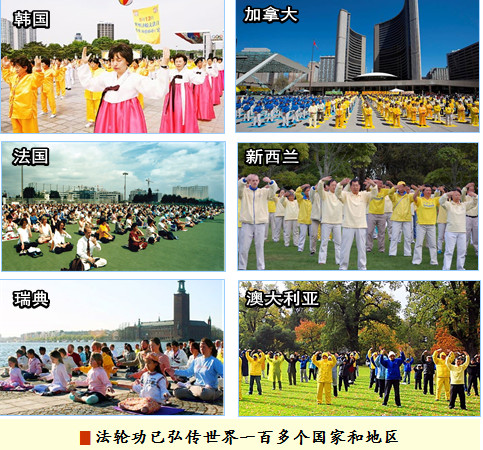 韩国
加拿大
法国
新西兰
瑞典
澳大利亚
法轮功已弘传世界一百多个国家和地区